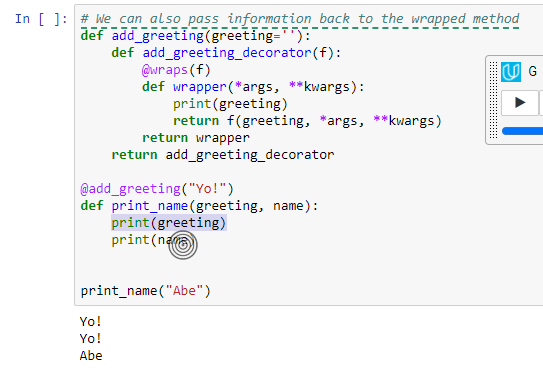 In [ ]: # We can also pass information back to the wrapped method
def add_greeting(greeting=''):
    def add_greeting_decorator(f):
        @wraps(f)
        def wrapper(*args, **kwargs):
            print(greeting)
            return f(greeting, *args, **kwargs)
        return wrapper
    return add_greeting_decorator

@add_greeting("Yo!")
def print_name(greeting, name):
    print(greeting)
    print(name)

print_name("Abe")
Yo!
Yo!
Abe
G